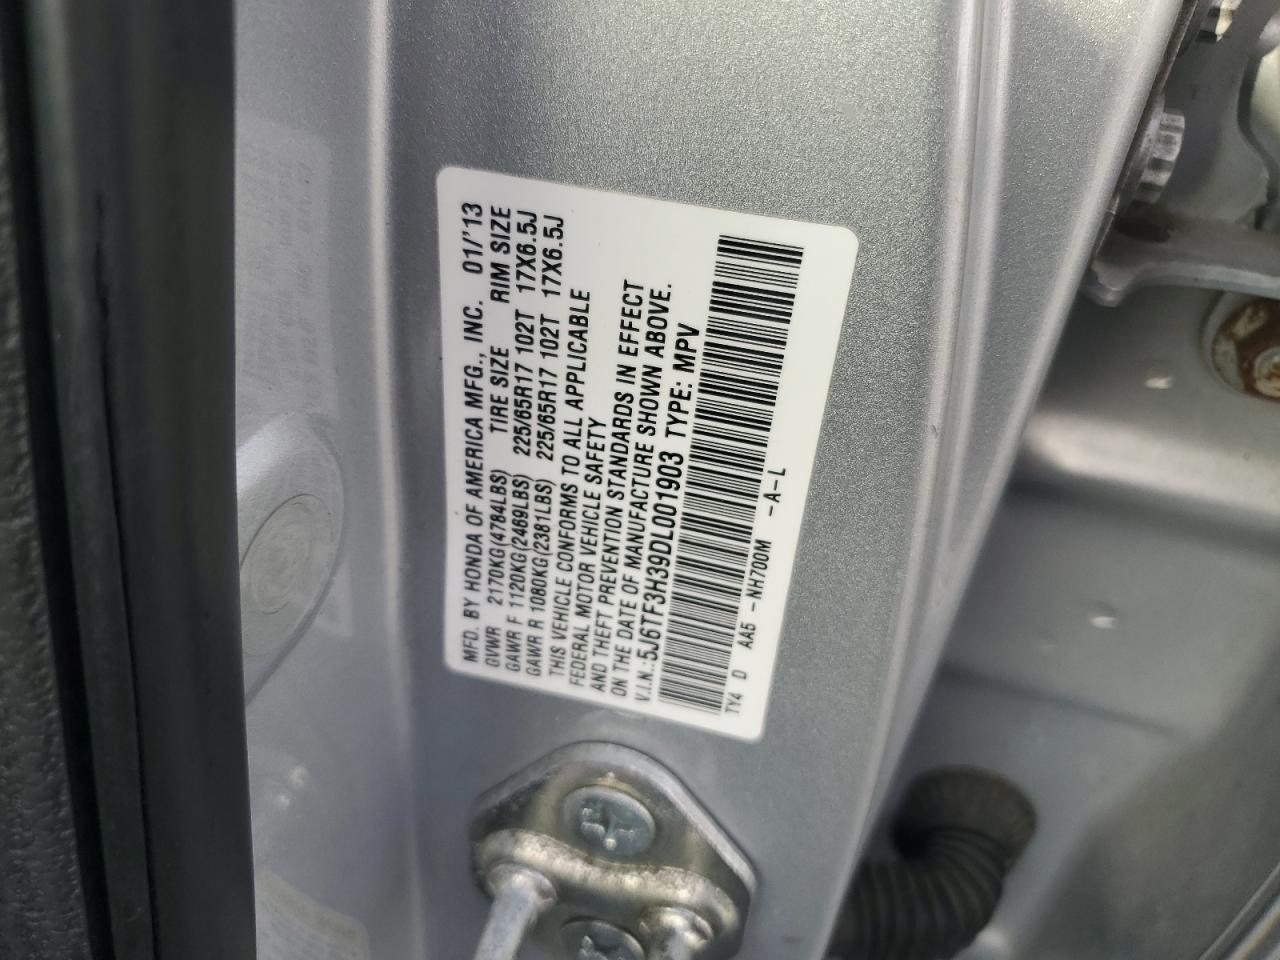 MFD. BY HONDA OF AMERICA MFG., INC. 01/'13
GVWR 2170KG(4784LBS) TIRE SIZE RIM SIZE
GAWR F 1120KG(2469LBS) 225/65R17 102T 17X6.5J
GAWR R 1080KG(2381LBS) 225/65R17 102T 17X6.5J
THIS VEHICLE CONFORMS TO ALL APPLICABLE
FEDERAL MOTOR VEHICLE SAFETY
AND THEFT PREVENTION STANDARDS IN EFFECT
ON THE DATE OF MANUFACTURE SHOWN ABOVE.
V.I.N.:5J6TF3H39DL001903 TYPE: MPV
TY4 D AA5 -NH700M -A-L